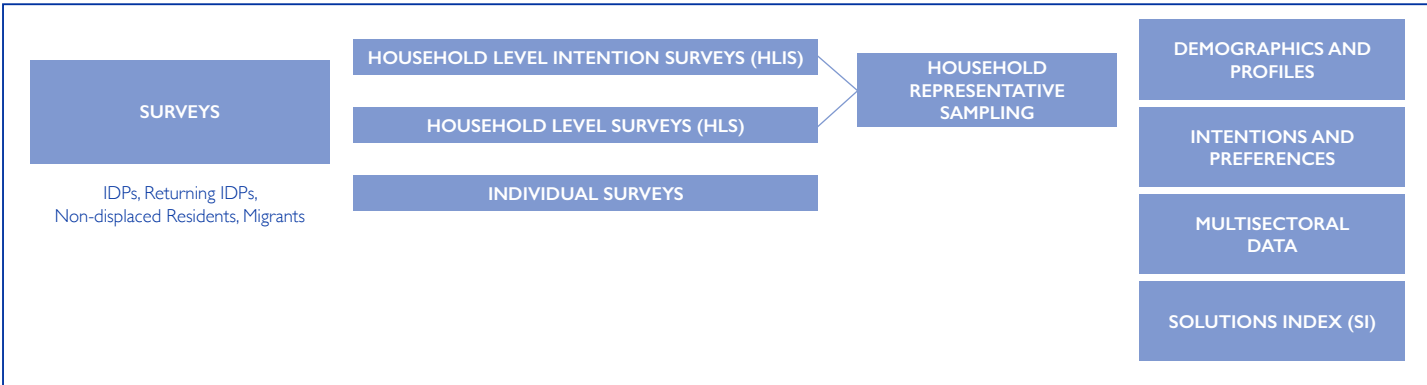 SURVEYS
IDPs, Returning IDPs,
Non-displaced Residents, Migrants
HOUSEHOLD LEVEL INTENTION SURVEYS (HLIS)
HOUSEHOLD LEVEL SURVEYS (HLS)
INDIVIDUAL SURVEYS
HOUSEHOLD
REPRESENTATIVE
SAMPLING
DEMOGRAPHICS AND
PROFILES
INTENTIONS AND
PREFERENCES
MULTISECTORAL
DATA
SOLUTIONS INDEX (SI)